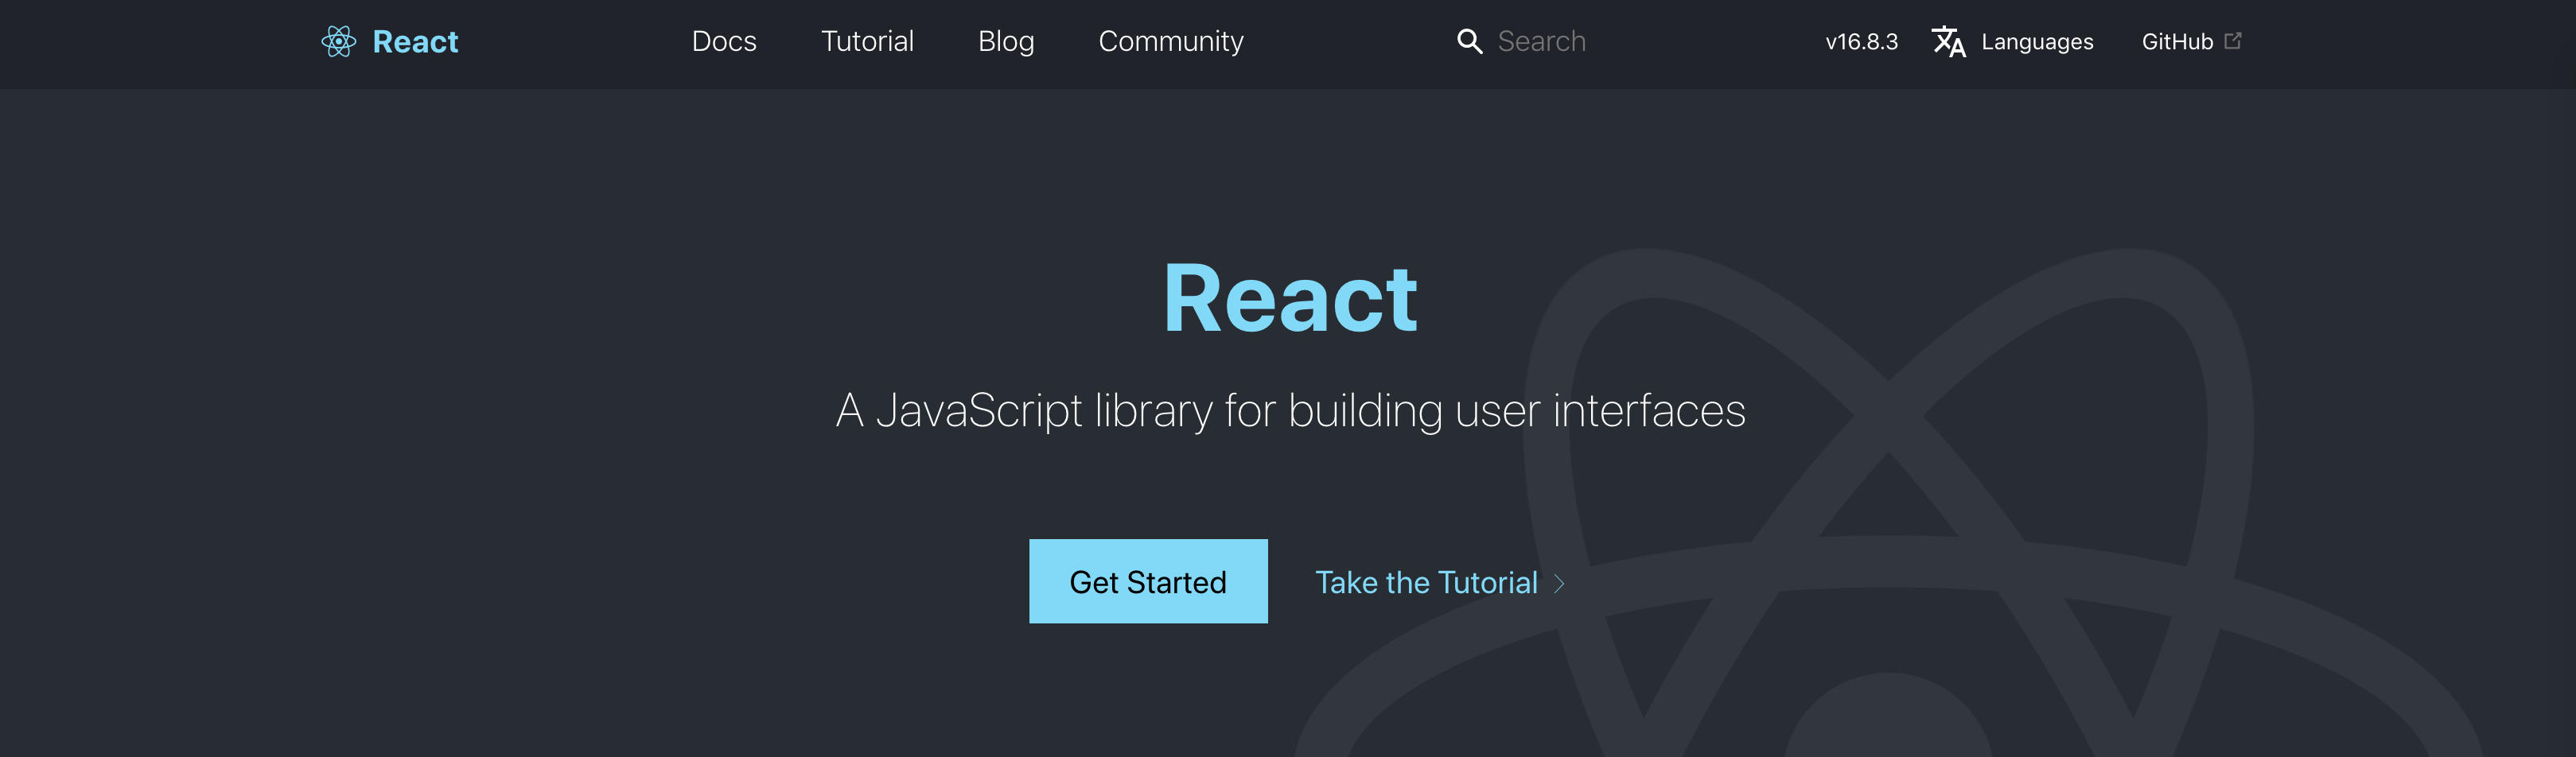 React Docs Tutorial Blog Community Search v16.8.3 Languages GitHub
React
A JavaScript library for building user interfaces
Get Started Take the Tutorial